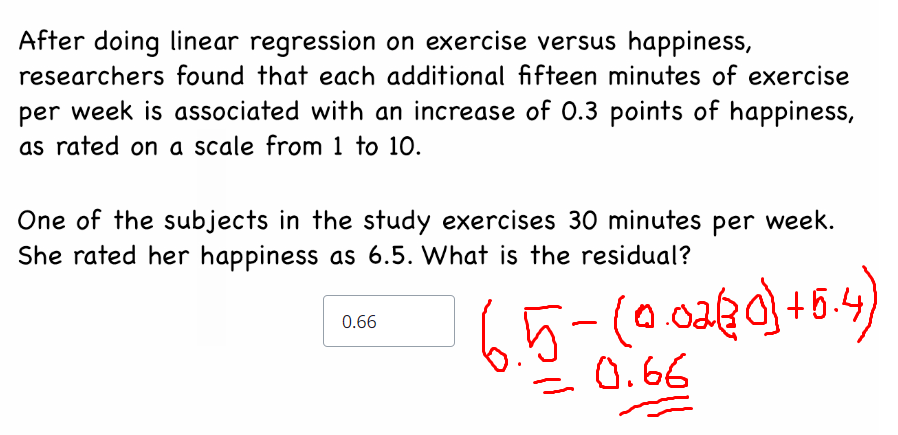 After doing linear regression on exercise versus happiness,
researchers found that each additional fifteen minutes of exercise
per week is associated with an increase of 0.3 points of happiness,
as rated on a scale from 1 to 10.
One of the subjects in the study exercises 30 minutes per week.
She rated her happiness as 6.5. What is the residual?
0.66
6.5-(0.02(30)+5.4)
= 0.66